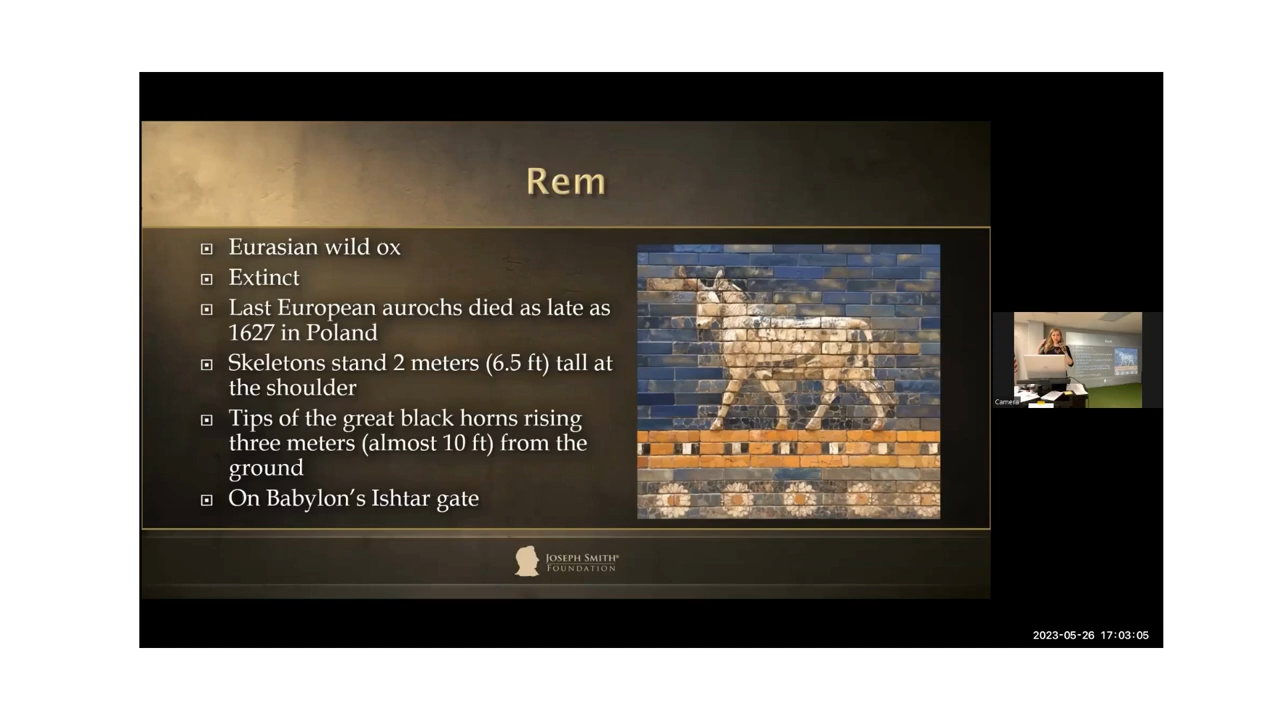 Rem
Eurasian wild ox
Extinct
Last European aurochs died as late as
1627 in Poland
Skeletons stand 2 meters (6.5 ft) tall at
the shoulder
Tips of the great black horns rising
three meters (almost 10 ft) from the
ground
On Babylon's Ishtar gate
JOSEPH SMITH®
FOUNDATION
Camera
2023-05-26 17:03:05